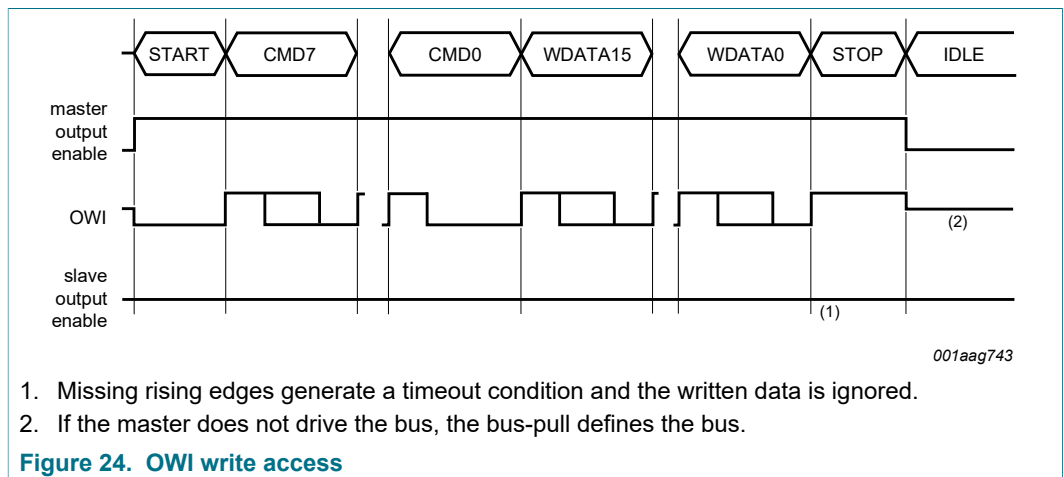 START CMD7 CMD0 WDATA15 WDATA0 STOP IDLE
master
output
enable
OWI
(2)
slave
output
enable
(1)
001aag743
1. Missing rising edges generate a timeout condition and the written data is ignored.
2. If the master does not drive the bus, the bus-pull defines the bus.
Figure 24. OWI write access